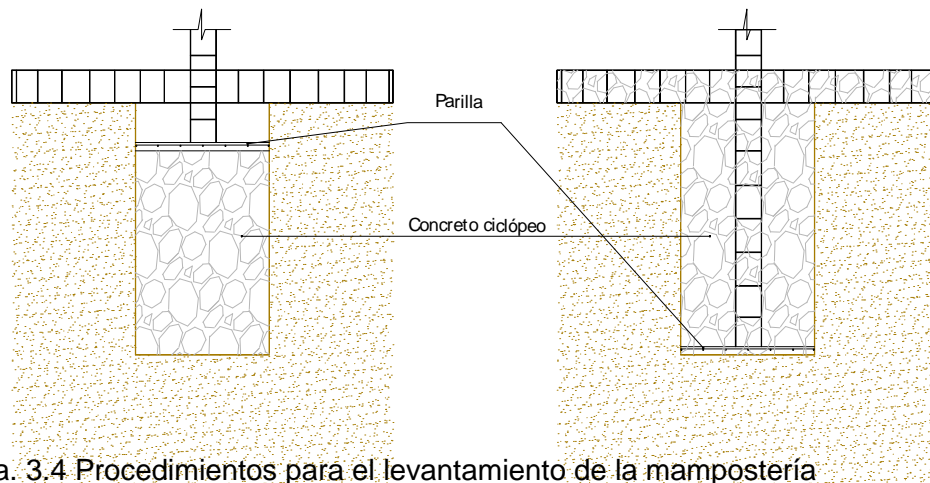 Parilla
Concreto ciclópeo
a. 3.4 Procedimientos para el levantamiento de la mampostería